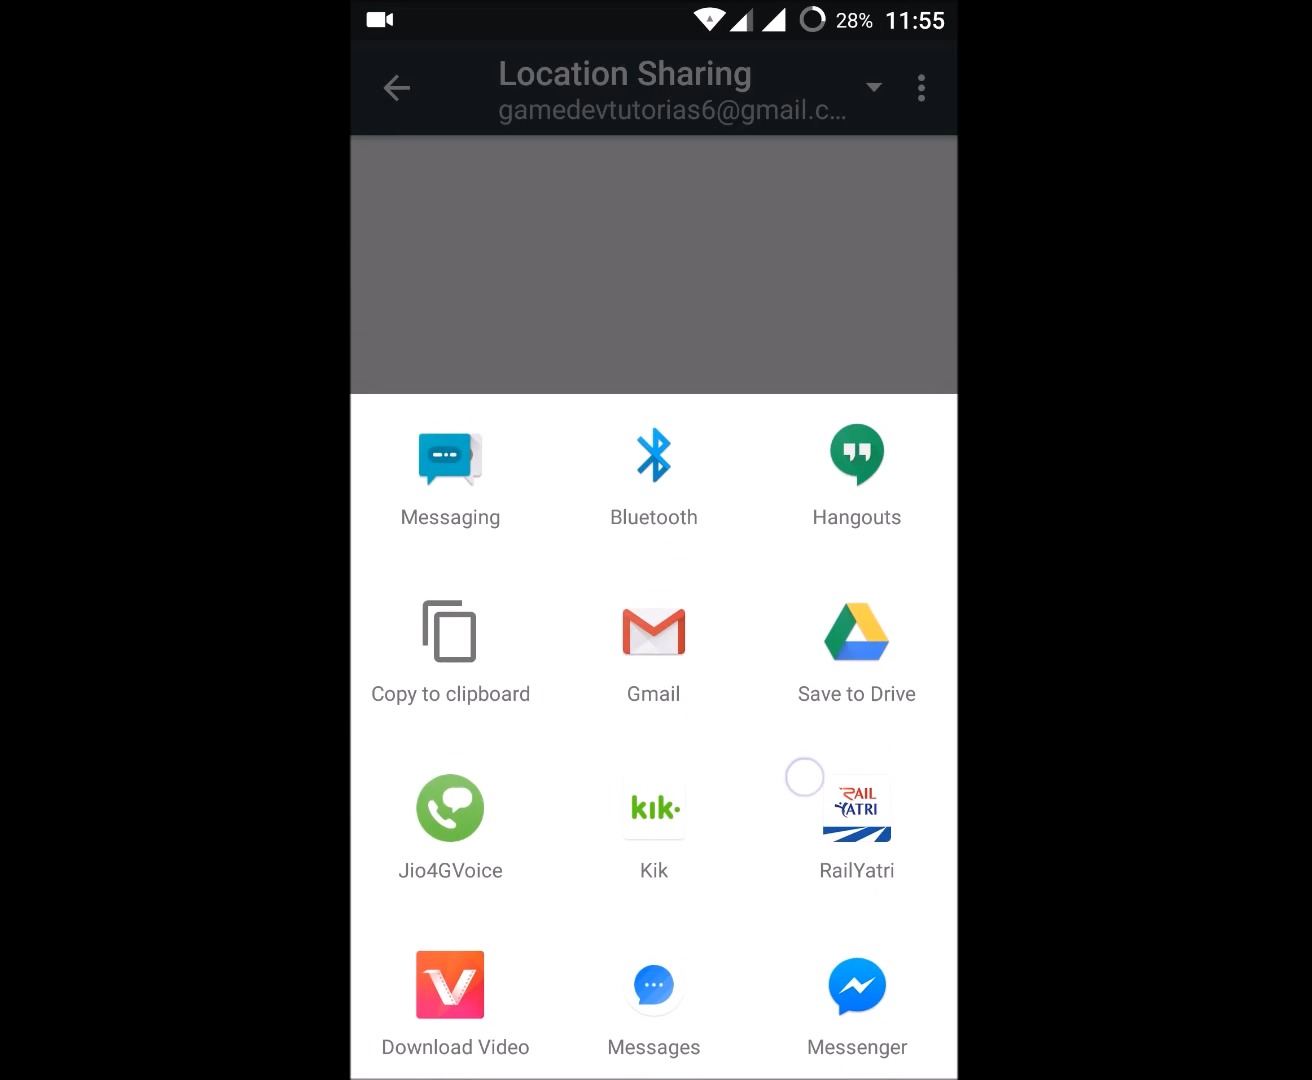 28% 11:55
Location Sharing
gamedevtutorias6@gmail.c...
Messaging
Bluetooth
Hangouts
Copy to clipboard
Gmail
Save to Drive
kik.
RAIL
YATRI
Jio4GVoice
Kik
RailYatri
Download Video
Messages
Messenger